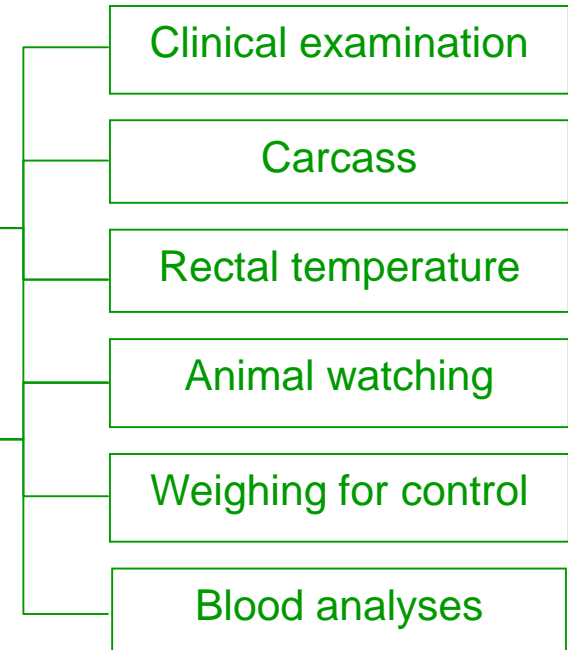 Clinical examination
Carcass
Rectal temperature
Animal watching
Weighing for control
Blood analyses